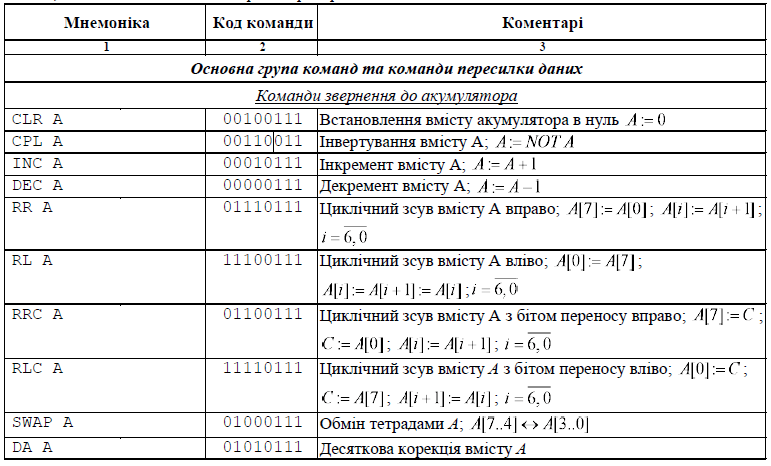 Мнемоніка Код команди Коментарі
1 2 3
Основна група команд та команди пересилки даних
Команди звернення до акумулятора
CLR A 00100111 Встановлення вмісту акумулятора в нуль A:=0
CPL A 00110011 Інвертування вмісту А; A:=NOT A
INC A 00010111 Інкремент вмісту А; A:=A+1
DEC A 00000111 Декремент вмісту А; A:=A−1
RR A 01110111 Циклічний зсув вмісту А вправо; A[7]:=A[0]; A[i]:=A[i+1];
i=6,0
RL A 11100111 Циклічний зсув вмісту А вліво; A[0]:=A[7];
A[i]:=A[i+1]:=A[i]; i=6,0
RRC A 01100111 Циклічний зсув вмісту А з бітом переносу вправо; A[7]:=C;
C:=A[0]; A[i]:=A[i+1]; i=6,0
RLC A 11110111 Циклічний зсув вмісту А з бітом переносу вліво; A[0]:=C;
C:=A[7]; A[i+1]:=A[i]; i=6,0
SWAP A 01000111 Обмін тетрадами А; A[7..4]↔A[3..0]
DA A 01010111 Десяткова корекція вмісту А